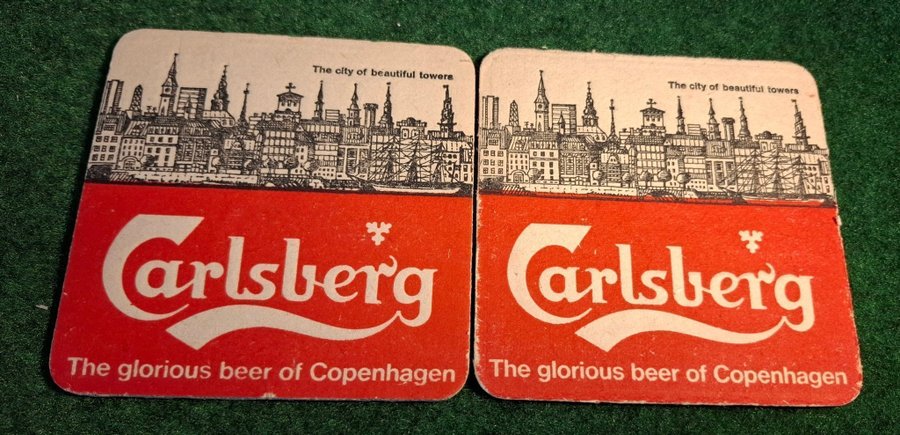 The city of beautiful towers
Carlsberg
The glorious beer of Copenhagen
The city of beautiful towers
Carlsberg
The glorious beer of Copenhagen